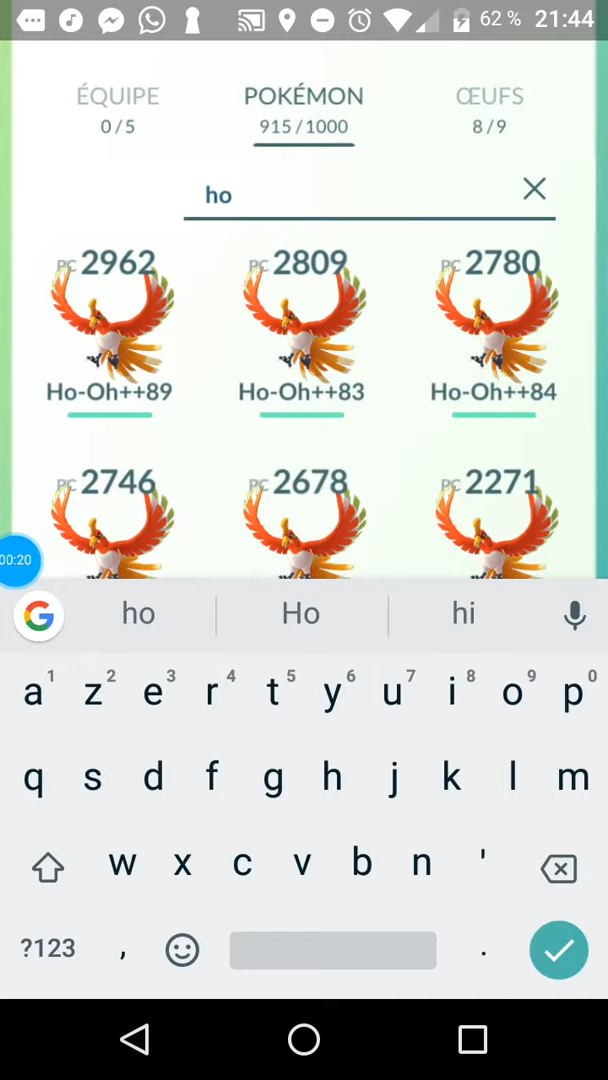 62 % 21:44
ÉQUIPE POKÉMON ŒUFS
0/5 915/1000 8/9
ho
PC 2962 PC 2809 PC 2780
Ho-Oh++89 Ho-Oh++83 Ho-Oh++84
PC 2746 PC 2678 PC 2271
00:20
G ho Ho hi
a 1 z 2 e 3 r 4 t 5 y 6 u 7 i 8 o 9 p 0
q s d f g h j k l m
w x c v b n '
?123 , .